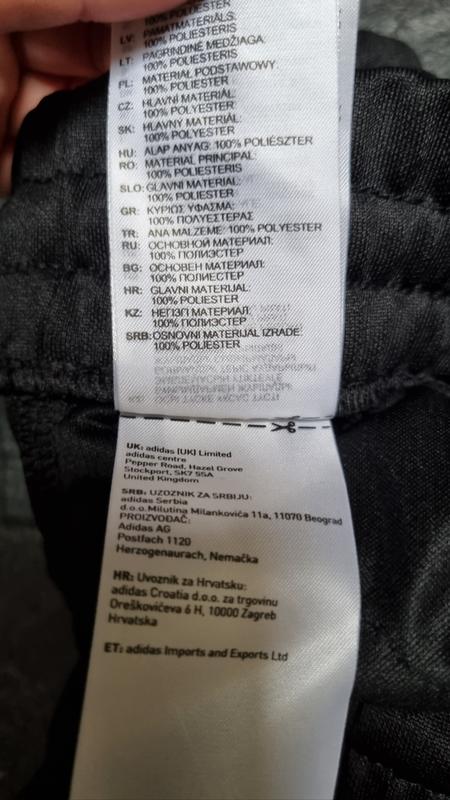 100% POLYESTER
LV: PAMATMATERIĀLS:
100% POLIESTERIS
LT: PAGRINDINĖ MEDŽIAGA:
100% POLIESTERIS
PL: MATERIAŁ PODSTAWOWY:
100% POLIESTER
CZ: HLAVNÍ MATERIÁL:
100% POLYESTER
SK: HLAVNÝ MATERIÁL:
100% POLYESTER
HU: ALAP ANYAG: 100% POLIÉSZTER
RO: MATERIAL PRINCIPAL:
100% POLIESTERIS
SLO: GLAVNI MATERIAL:
100% POLIESTER
GR: ΚΥΡΙΩΣ ΥΦΑΣΜΑ:
100% ΠΟΛΥΕΣΤΕΡΑΣ
TR: ANA MALZEME: 100% POLYESTER
RU: ОСНОВНОЙ МАТЕРИАЛ:
100% ПОЛИЭСТЕР
BG: ОСНОВЕН МАТЕРИАЛ:
100% ПОЛИЕСТЕР
HR: GLAVNI MATERIJAL:
100% POLIESTER
KZ: НЕГІЗГІ МАТЕРИАЛ:
100% ПОЛИЭСТЕР
SRB: OSNOVNI MATERIJAL IZRADE:
100% POLIESTER
UK: adidas (UK) Limited
adidas centre
Pepper Road, Hazel Grove
Stockport, SK7 5SA
United Kingdom
SRB: UZOZNIK ZA SRBIJU:
adidas Serbia
d.o.o.Milutina Milankovića 11a, 11070 Beograd
PROIZVOĐAČ:
Adidas AG
Postfach 1120
Herzogenaurach, Nemačka
HR: Uvoznik za Hrvatsku:
adidas Croatia d.o.o. za trgovinu
Oreškovićeva 6 H, 10000 Zagreb
Hrvatska
ET: adidas Imports and Exports Ltd